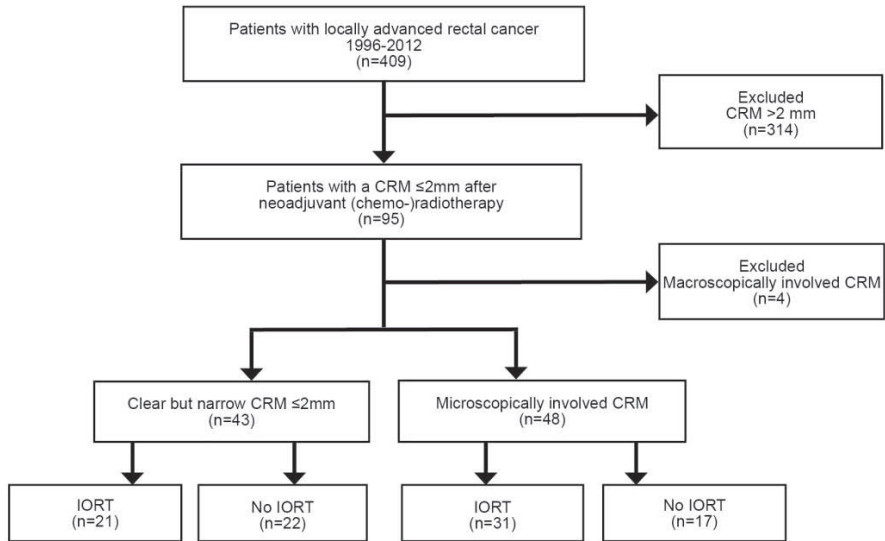 Patients with locally advanced rectal cancer
1996-2012
(n=409)
Excluded
CRM >2 mm
(n=314)
Patients with a CRM ≤2mm after
neoadjuvant (chemo-)radiotherapy
(n=95)
Excluded
Macroscopically involved CRM
(n=4)
Clear but narrow CRM ≤2mm
(n=43)
Microscopically involved CRM
(n=48)
IORT
(n=21)
No IORT
(n=22)
IORT
(n=31)
No IORT
(n=17)